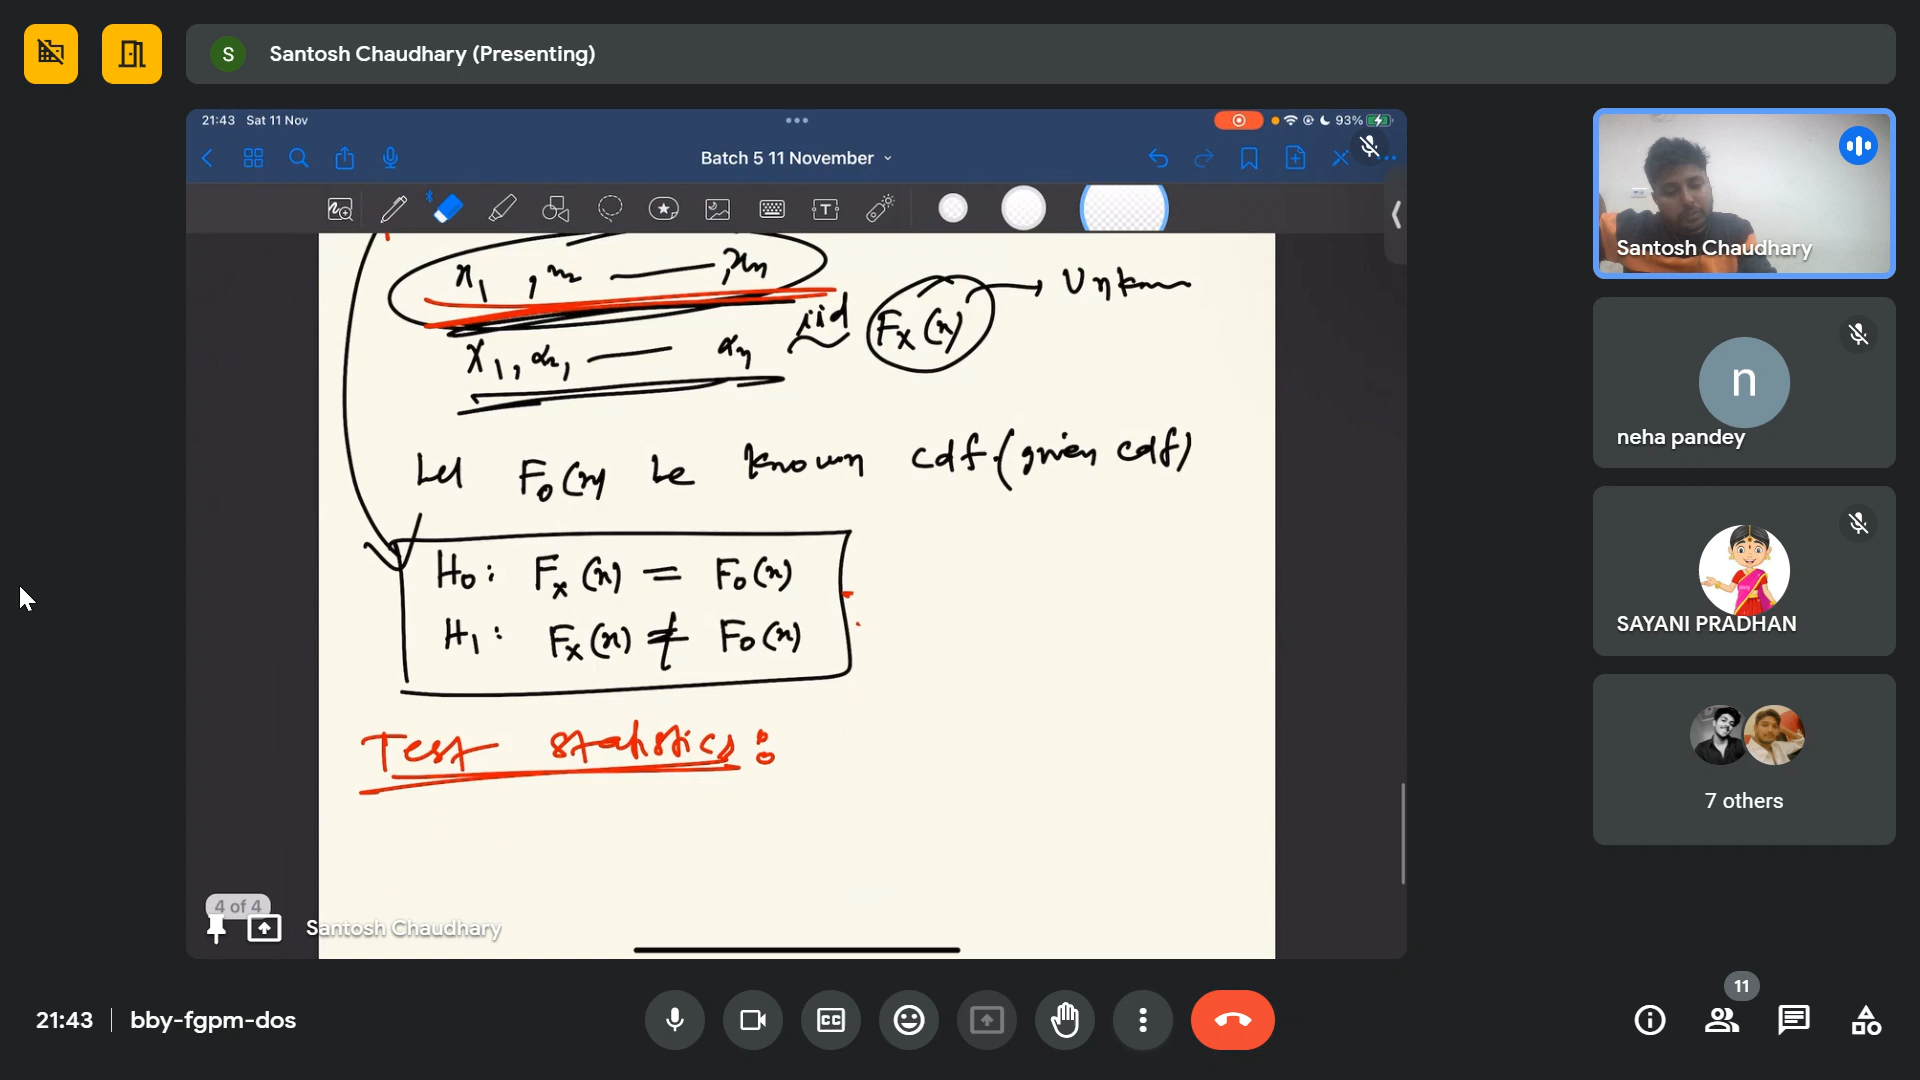 S Santosh Chaudhary (Presenting)
21:43 Sat 11 Nov
93%
Batch 5 11 November
T
x1 , x2 —— , xn
X1, x2, —— xn iid Fx(x) → Unknown
Let F0(x) be known cdf (given cdf)
H0 : Fx(x) = F0(x)
H1 : Fx(x) ≠ F0(x)
Test statistics :
4 of 4
Santosh Chaudhary
Santosh Chaudhary
n
neha pandey
SAYANI PRADHAN
7 others
21:43 | bby-fgpm-dos
CC
11